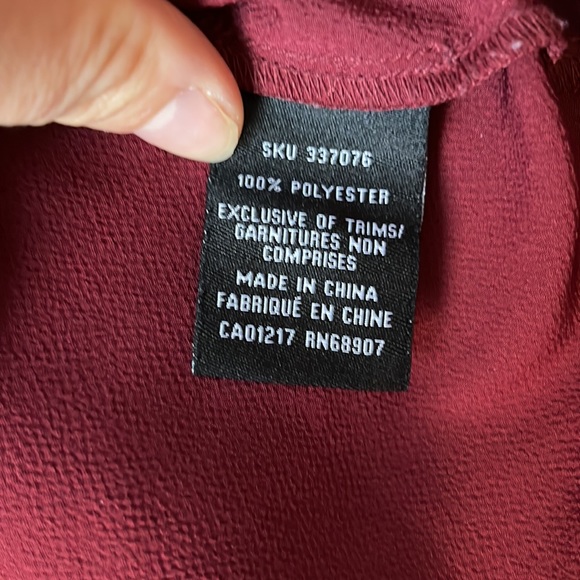 SKU 337076
100% POLYESTER
EXCLUSIVE OF TRIMS/
GARNITURES NON
COMPRISES
MADE IN CHINA
FABRIQUÉ EN CHINE
CA01217 RN68907